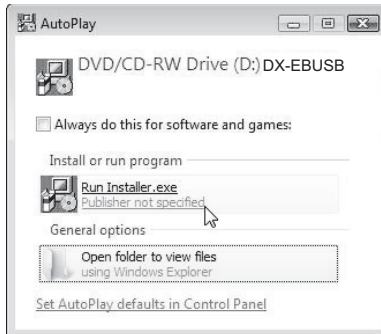 AutoPlay
DVD/CD-RW Drive (D:) DX-EBUSB
Always do this for software and games:
Install or run program
Run Installer.exe
Publisher not specified
General options
Open folder to view files
using Windows Explorer
Set AutoPlay defaults in Control Panel